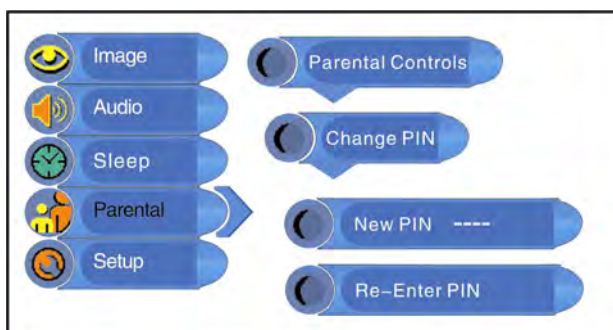 Image
Audio
Sleep
Parental
Setup
Parental Controls
Change PIN
New PIN ----
Re-Enter PIN